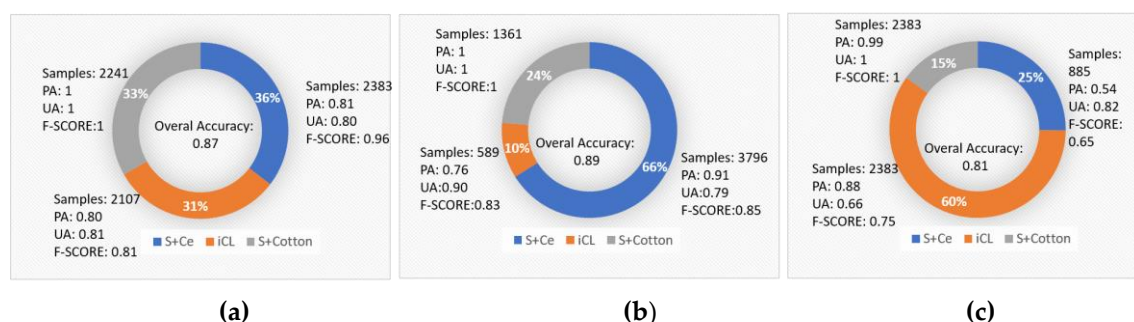 Samples: 2241
PA: 1
UA: 1
F-SCORE:1
33%
36%
Samples: 2383
PA: 0.81
UA: 0.80
F-SCORE: 0.96
Overal Accuracy:
0.87
Samples: 2107
PA: 0.80
UA: 0.81
F-SCORE: 0.81
31%
S+Ce iCL S+Cotton
(a)
Samples: 1361
PA: 1
UA: 1
F-SCORE:1
24%
Overal Accuracy:
0.89
Samples: 589
PA: 0.76
UA:0.90
F-SCORE:0.83
10%
66%
Samples: 3796
PA: 0.91
UA:0.79
F-SCORE:0.85
S+Ce iCL S+Cotton
(b)
Samples: 2383
PA: 0.99
UA: 1
F-SCORE: 1
15%
25%
Samples:
885
PA: 0.54
UA: 0.82
F-SCORE:
0.65
Overal Accuracy:
0.81
Samples: 2383
PA: 0.88
UA: 0.66
F-SCORE: 0.75
60%
S+Ce iCL S+Cotton
(c)